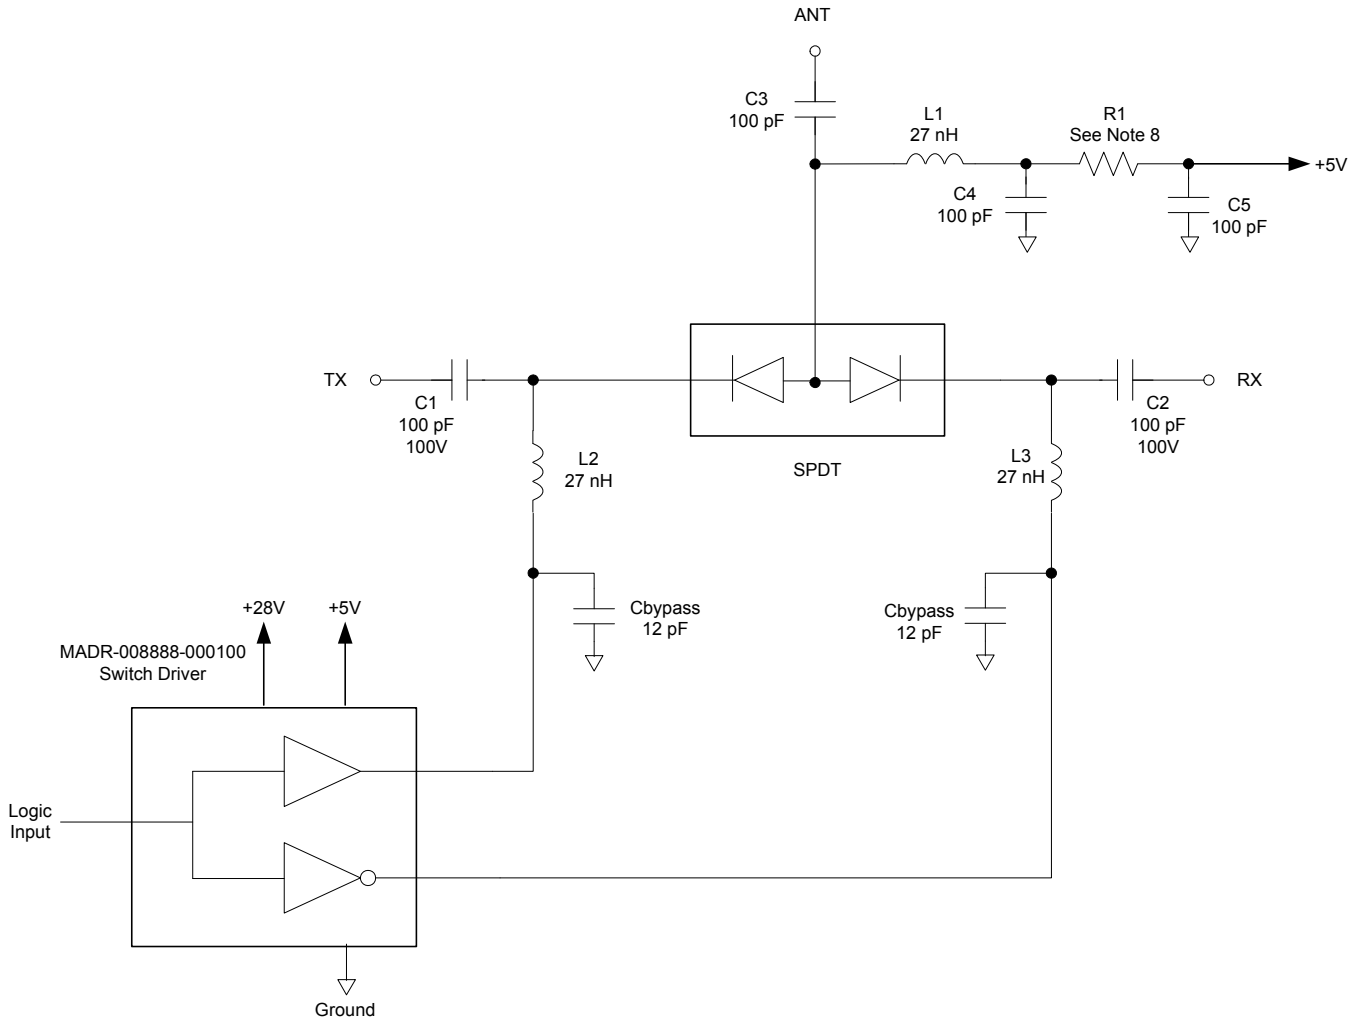 ANT
C3
100 pF
L1
27 nH
R1
See Note 8
+5V
C4
100 pF
C5
100 pF
TX
C1
100 pF
100V
RX
C2
100 pF
100V
SPDT
L2
27 nH
L3
27 nH
Cbypass
12 pF
Cbypass
12 pF
+28V
+5V
MADR-008888-000100
Switch Driver
Logic
Input
Ground